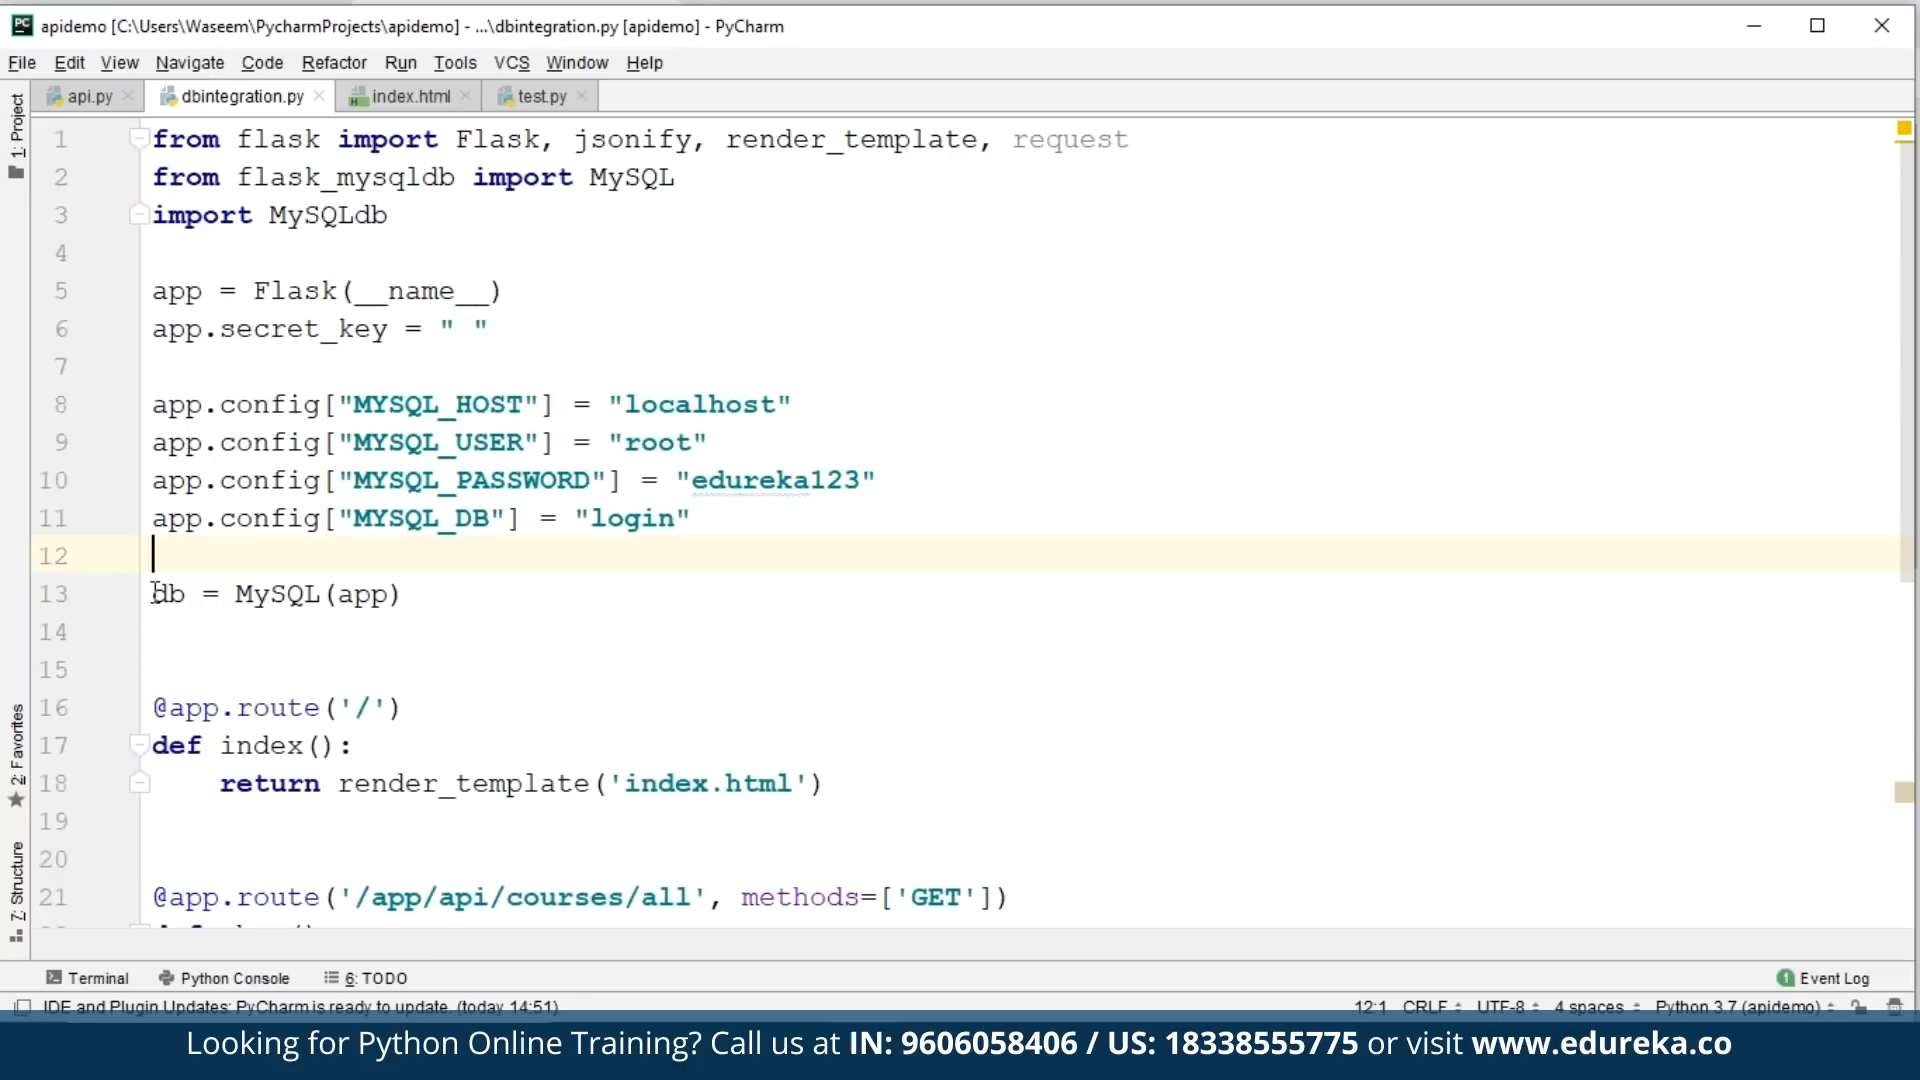 apidemo [C:\Users\Waseem\PycharmProjects\apidemo] - ...\dbintegration.py [apidemo] - PyCharm
File Edit View Navigate Code Refactor Run Tools VCS Window Help
api.py dbintegration.py index.html test.py
1: Project
2: Favorites
7: Structure
1 from flask import Flask, jsonify, render_template, request
2 from flask_mysqldb import MySQL
3 import MySQLdb
4
5 app = Flask(__name__)
6 app.secret_key = " "
7
8 app.config["MYSQL_HOST"] = "localhost"
9 app.config["MYSQL_USER"] = "root"
10 app.config["MYSQL_PASSWORD"] = "edureka123"
11 app.config["MYSQL_DB"] = "login"
12
13 db = MySQL(app)
14
15
16 @app.route('/')
17 def index():
18 return render_template('index.html')
19
20
21 @app.route('/app/api/courses/all', methods=['GET'])
Terminal Python Console 6: TODO 1 Event Log
IDE and Plugin Updates: PyCharm is ready to update. (today 14:51) 12:1 CRLF UTF-8 4 spaces Python 3.7 (apidemo)
Looking for Python Online Training? Call us at IN: 9606058406 / US: 18338555775 or visit www.edureka.co